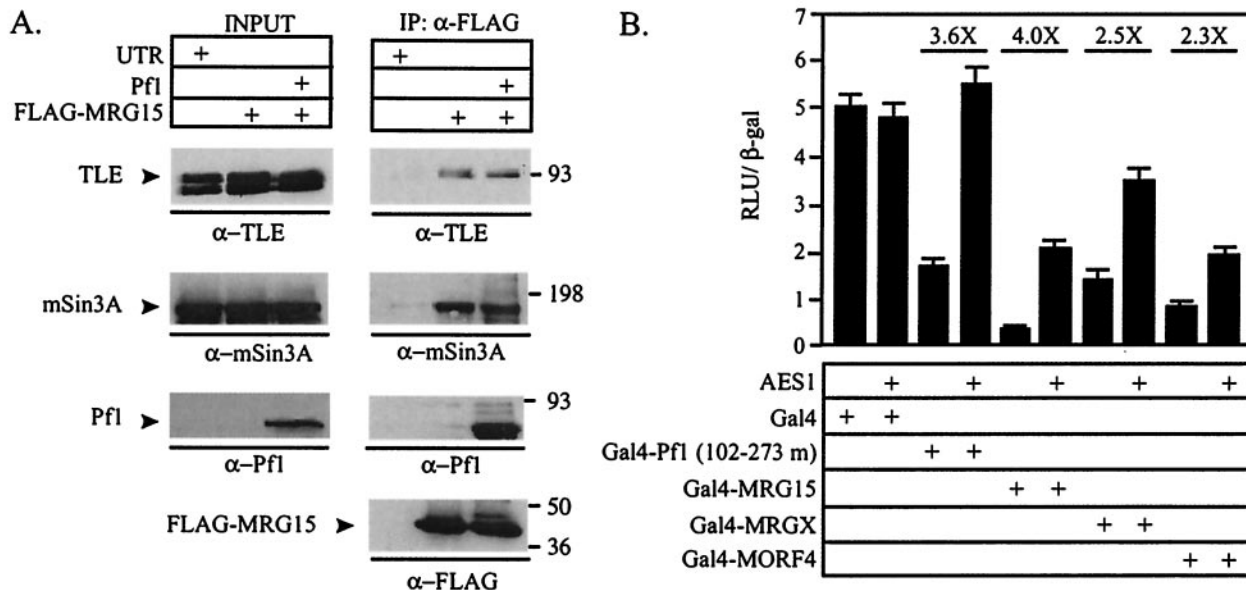 A.
INPUT
IP: α-FLAG
UTR + +
Pf1 + +
FLAG-MRG15 + + + +
TLE
93
α-TLE α-TLE
mSin3A
198
α-mSin3A α-mSin3A
Pf1
93
α-Pf1 α-Pf1
FLAG-MRG15
50
36
α-FLAG
B.
RLU/ β-gal
7
6
5
4
3
2
1
0
3.6X 4.0X 2.5X 2.3X
AES1 + + + + +
Gal4 + +
Gal4-Pf1 (102-273 m) + +
Gal4-MRG15 + +
Gal4-MRGX + +
Gal4-MORF4 + +